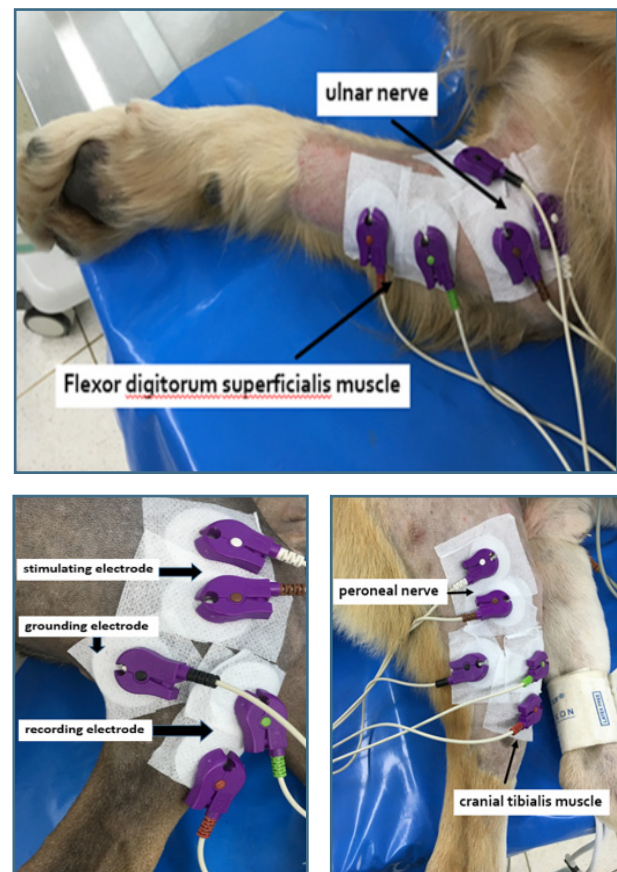 ulnar nerve
Flexor digitorum superficialis muscle
stimulating electrode
grounding electrode
recording electrode
peroneal nerve
cranial tibialis muscle